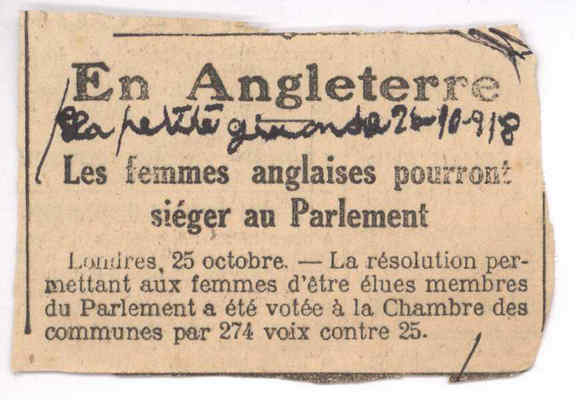 En Angleterre
La petite gironde 26-10-918
Les femmes anglaises pourront
siéger au Parlement
Londres, 25 octobre. — La résolution per-
mettant aux femmes d'être élues membres
du Parlement a été votée à la Chambre des
communes par 274 voix contre 25.